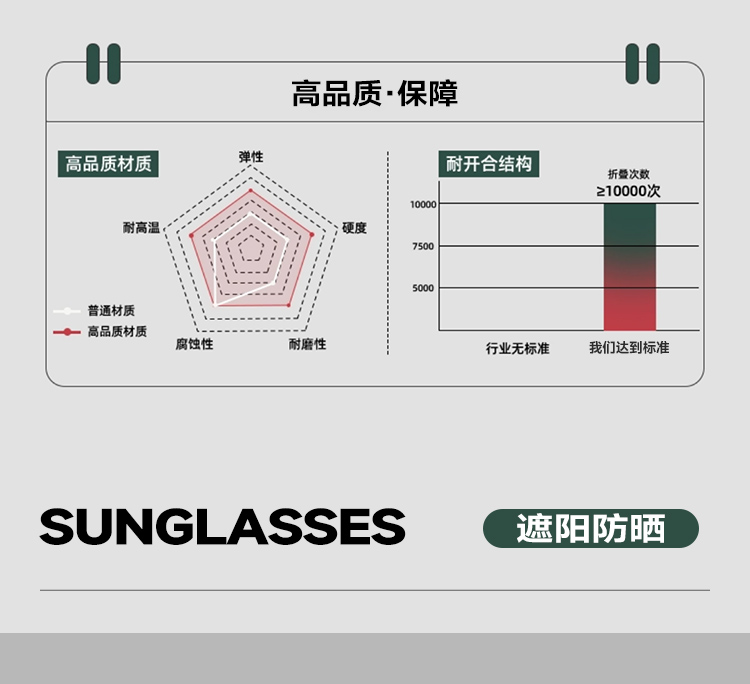 高品质·保障
高品质材质
弹性
耐高温
硬度
腐蚀性
耐磨性
普通材质
高品质材质
耐开合结构
折叠次数
≥10000次
10000
7500
5000
行业无标准
我们达到标准
SUNGLASSES
遮阳防晒